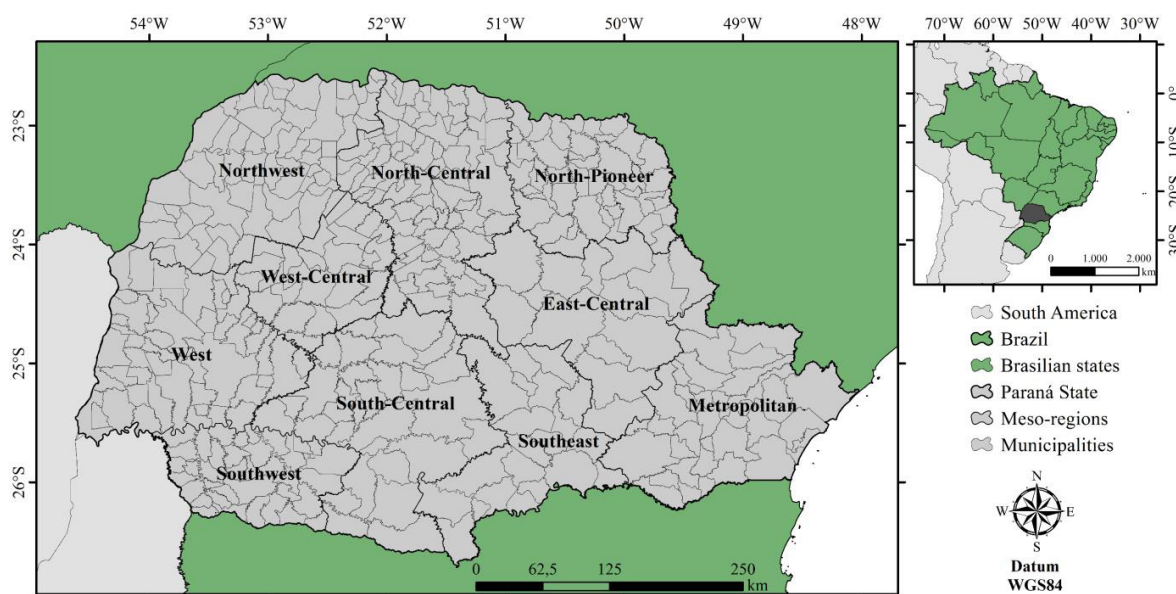 54°W 53°W 52°W 51°W 50°W 49°W 48°W
23°S
24°S
25°S
26°S
Northwest
North-Central
North-Pioneer
West-Central
East-Central
West
South-Central
Metropolitan
Southeast
Southwest
0 62,5 125 250
km
70°W 60°W 50°W 40°W 30°W
0°
10°S
20°S
30°S
0 1.000 2.000
km
South America
Brazil
Brasilian states
Paraná State
Meso-regions
Municipalities
N
W E
S
Datum
WGS84